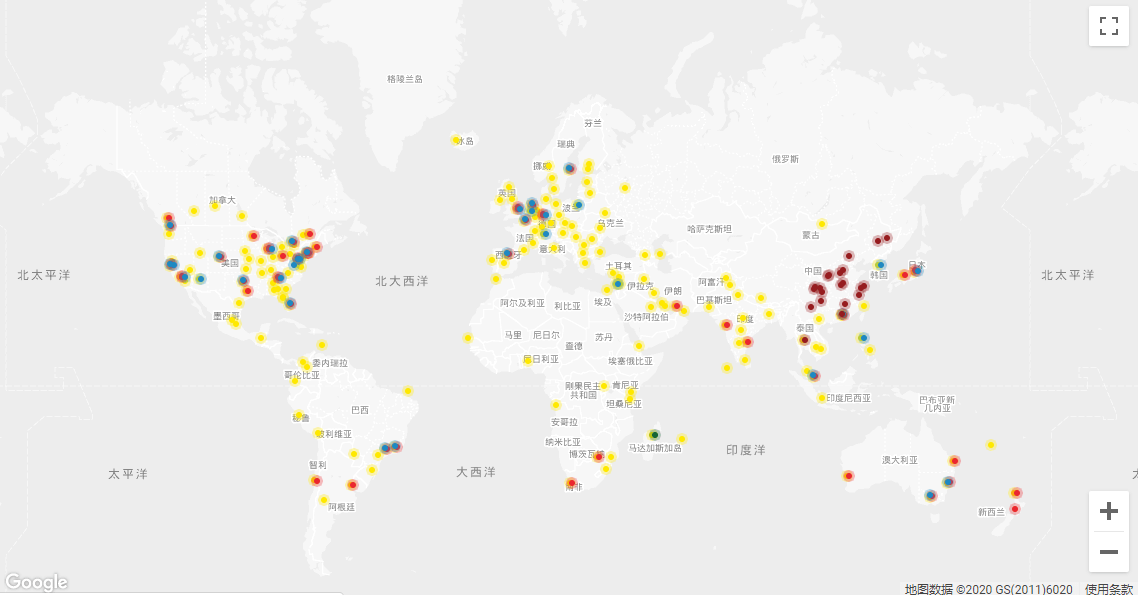 格陵兰岛
芬兰
冰岛
瑞典
俄罗斯
挪威
英国
加拿大
波兰
乌克兰
哈萨克斯坦
蒙古
法国
德国
意大利
西班牙
美国
北太平洋
北大西洋
土耳其
中国
韩国
日本
北太平洋
阿富汗
伊拉克
伊朗
巴基斯坦
阿尔及利亚
利比亚
埃及
墨西哥
沙特阿拉伯
印度
泰国
马里
尼日尔
苏丹
乍德
尼日利亚
埃塞俄比亚
委内瑞拉
哥伦比亚
刚果民主
共和国
肯尼亚
印度尼西亚
巴布亚新
几内亚
坦桑尼亚
巴西
秘鲁
安哥拉
玻利维亚
纳米比亚
博茨瓦纳
马达加斯加岛
印度洋
澳大利亚
智利
太平洋
大西洋
南非
阿根廷
新西兰
Google
地图数据 ©2020 GS(2011)6020
使用条款